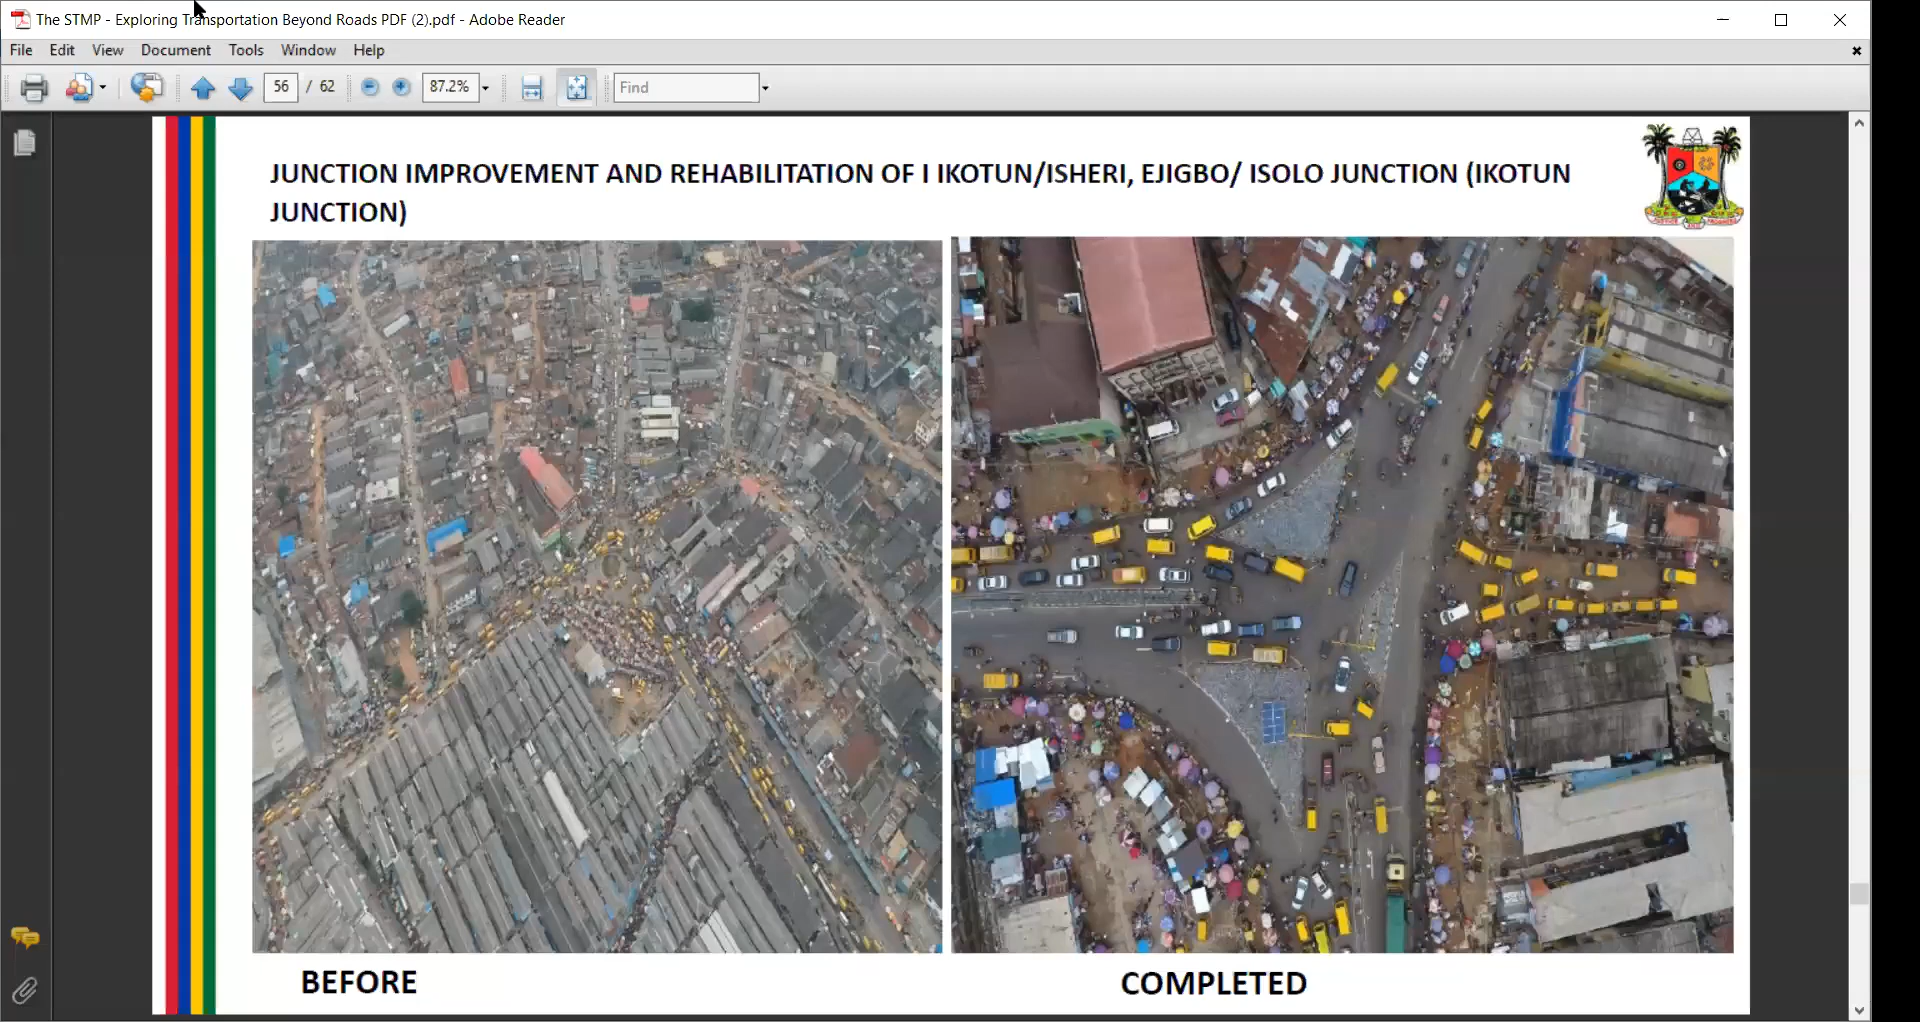 The STMP - Exploring Transportation Beyond Roads PDF (2).pdf - Adobe Reader
File Edit View Document Tools Window Help
56 / 62 87.2% Find
JUNCTION IMPROVEMENT AND REHABILITATION OF I IKOTUN/ISHERI, EJIGBO/ ISOLO JUNCTION (IKOTUN
JUNCTION)
BEFORE
COMPLETED